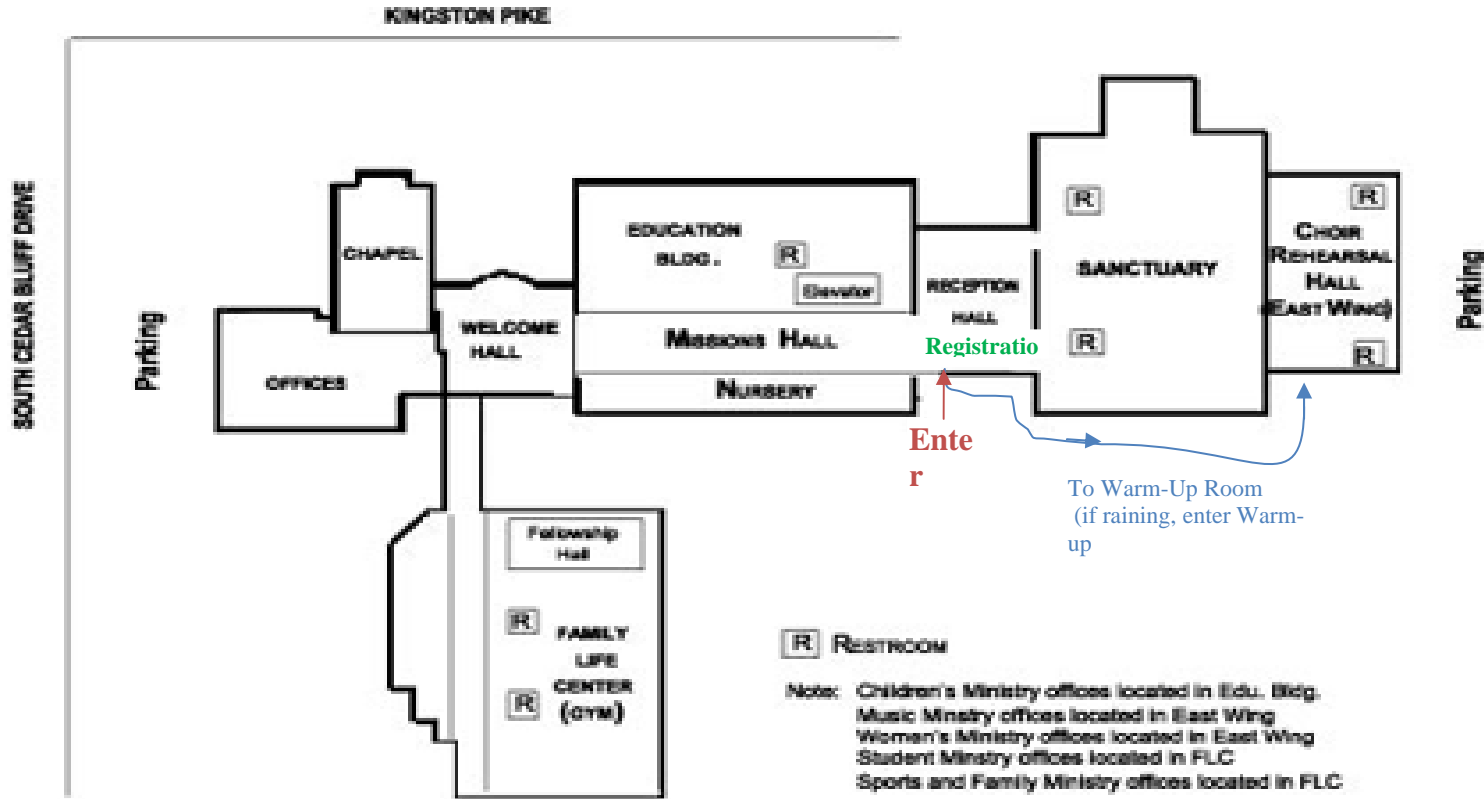 KINGSTON PIKE
SOUTH CEDAR BLUFF DRIVE
Parking
CHAPEL
OFFICES
WELCOME
HALL
EDUCATION
BLDG.
R
Elevator
MISSIONS HALL
NURSERY
RECEPTION
HALL
Registratio
Ente
r
R
SANCTUARY
R
R
CHOIR
REHEARSAL
HALL
(EAST WING)
R
Parking
To Warm-Up Room
(if raining, enter Warm-
up
Fellowship
Hall
R
FAMILY
LIFE
CENTER
(GYM)
R
R RESTROOM
Note: Children's Ministry offices located in Edu. Bldg.
Music Minstry offices located in East Wing
Women's Ministry offices located in East Wing
Student Minstry offices located in FLC
Sports and Family Ministry offices located in FLC